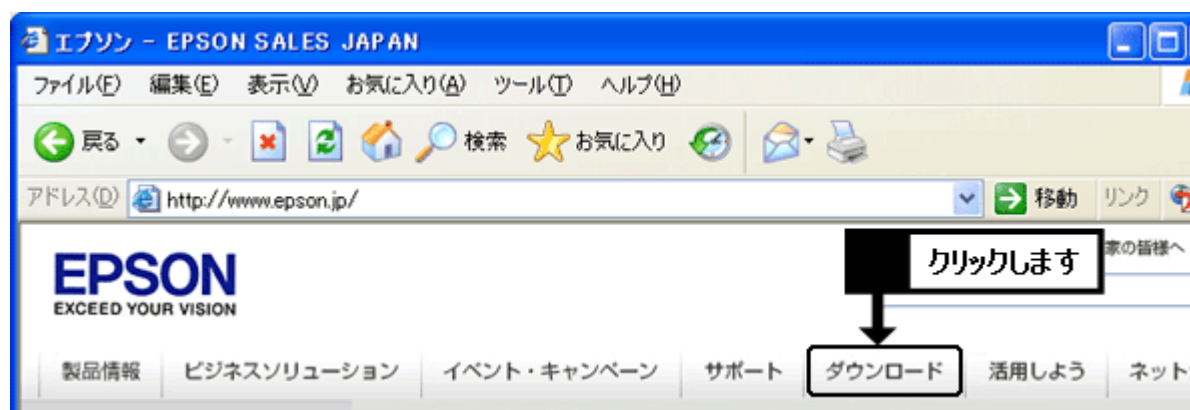 エプソン - EPSON SALES JAPAN
ファイル(F) 編集(E) 表示(V) お気に入り(A) ツール(T) ヘルプ(H)
戻る 検索 お気に入り
アドレス(D) http://www.epson.jp/ 移動 リンク
クリックします 家の皆様へ
EPSON
EXCEED YOUR VISION
製品情報 ビジネスソリューション イベント・キャンペーン サポート ダウンロード 活用しよう ネット